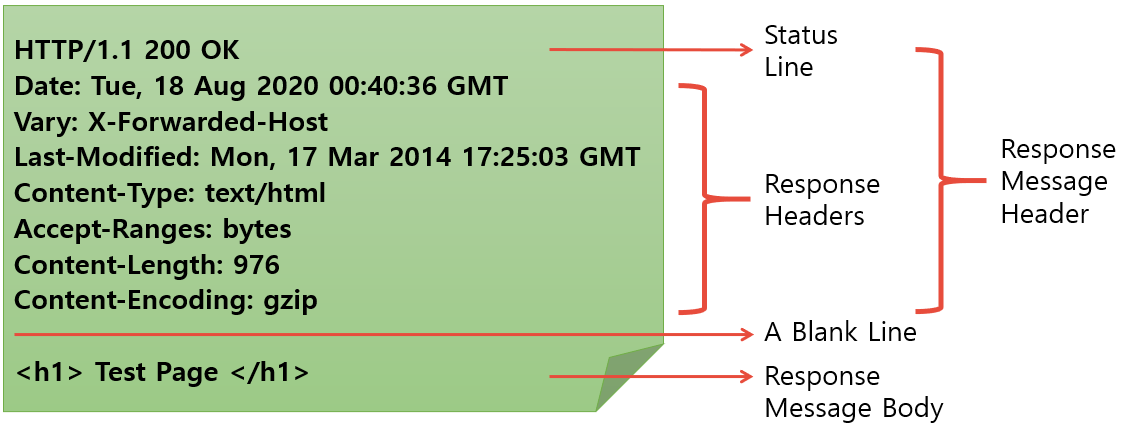 HTTP/1.1 200 OK
Date: Tue, 18 Aug 2020 00:40:36 GMT
Vary: X-Forwarded-Host
Last-Modified: Mon, 17 Mar 2014 17:25:03 GMT
Content-Type: text/html
Accept-Ranges: bytes
Content-Length: 976
Content-Encoding: gzip
<h1> Test Page </h1>
Status
Line
Response
Headers
A Blank Line
Response
Message Body
Response
Message
Header